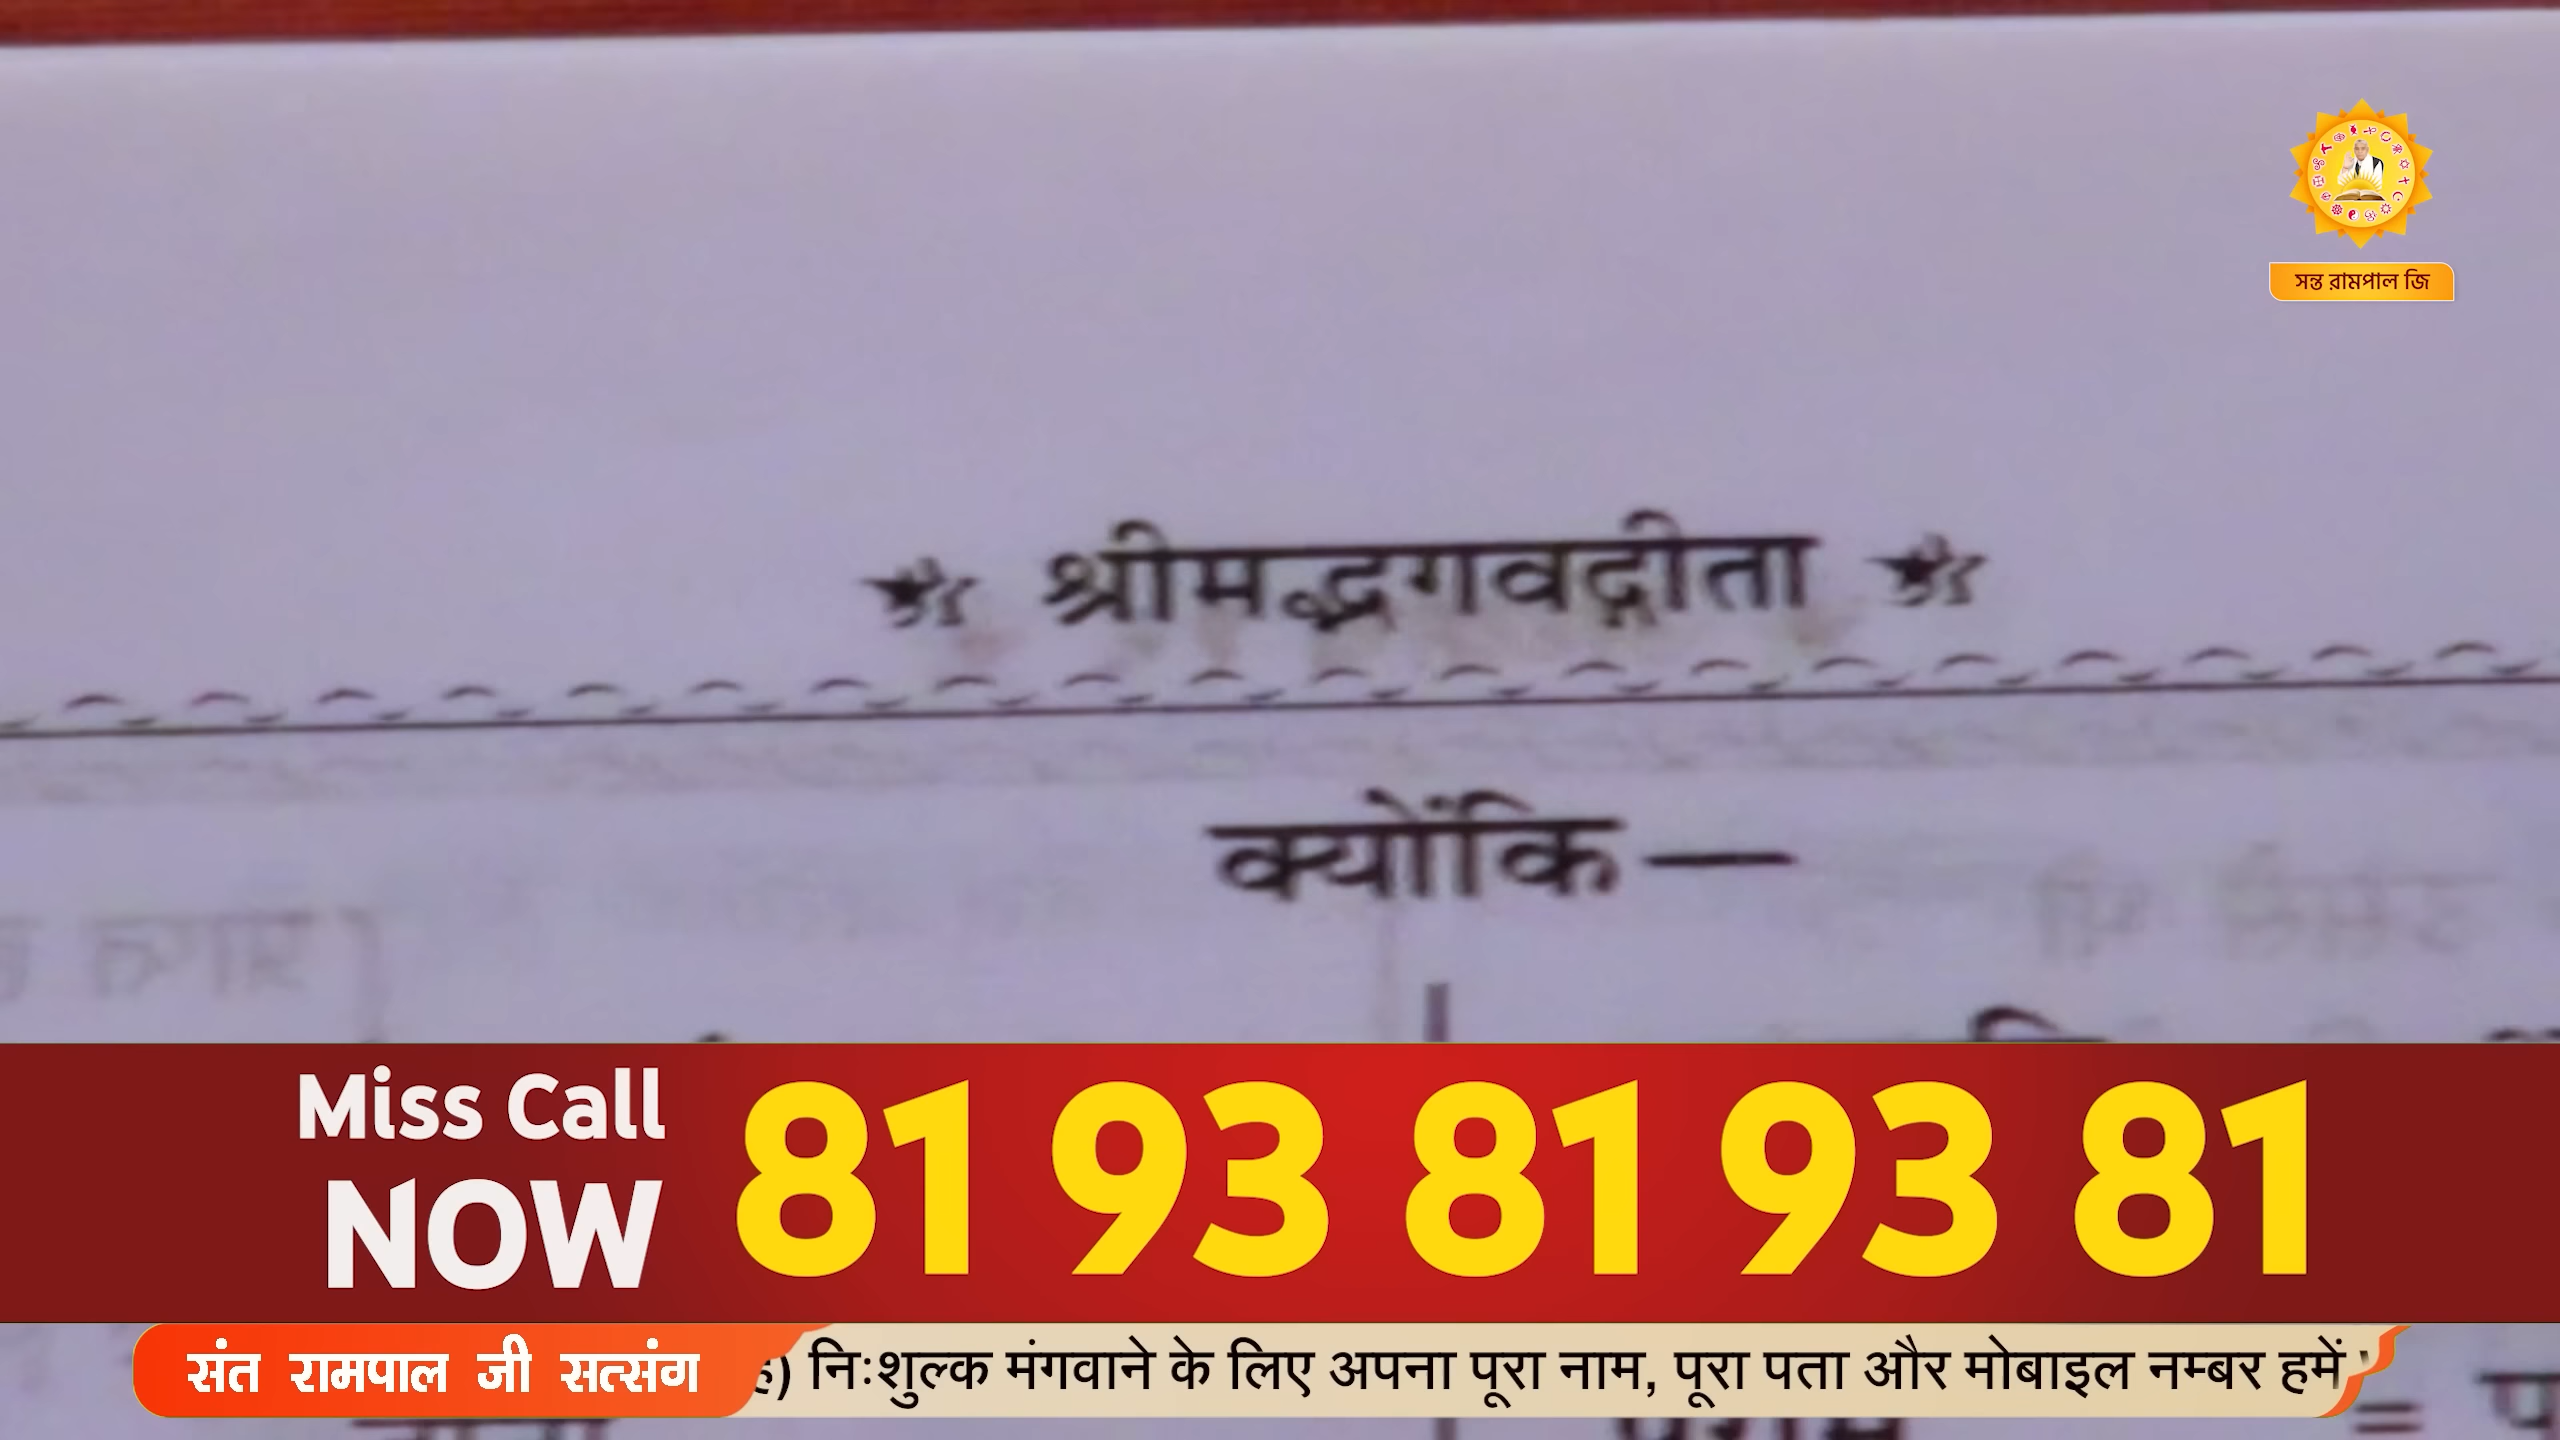 সন্ত রামপাল জি
श्रीमद्भगवद्गीता
क्योंकि—
Miss Call
NOW
81 93 81 93 81
संत रामपाल जी सत्संग
निःशुल्क मंगवाने के लिए अपना पूरा नाम, पूरा पता और मोबाइल नम्बर हमें